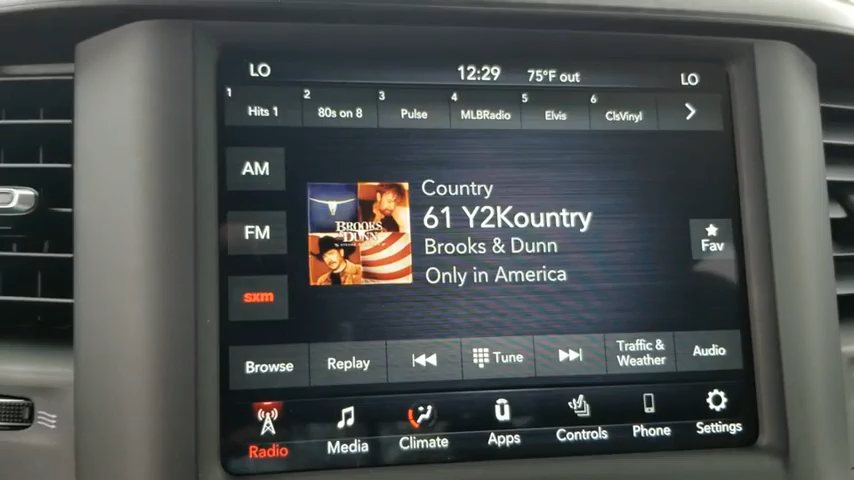 LO 12:29 75°F out LO
1 Hits 1 2 80s on 8 3 Pulse 4 MLBRadio 5 Elvis 6 ClsVinyl
AM
FM
sxm
BROOKS
& DUNN
Country
61 Y2Kountry
Brooks & Dunn
Only in America
Fav
Browse Replay Tune Traffic & Weather Audio
Radio Media Climate Apps Controls Phone Settings